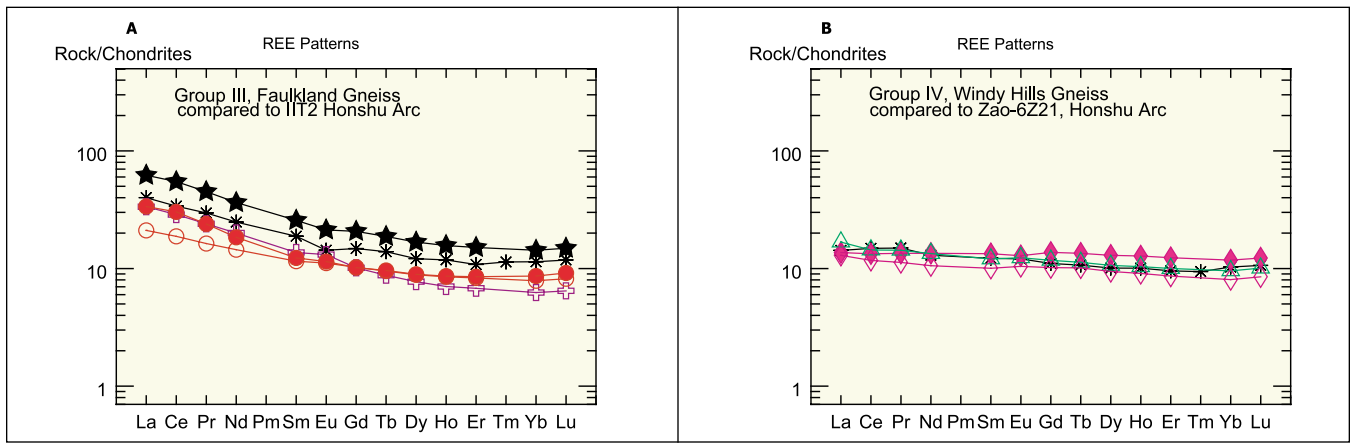 A
REE Patterns
Rock/Chondrites
Group III, Faulkland Gneiss
compared to IIT2 Honshu Arc
100
10
1
La Ce Pr Nd Pm Sm Eu Gd Tb Dy Ho Er Tm Yb Lu
B
REE Patterns
Rock/Chondrites
Group IV, Windy Hills Gneiss
compared to Zao-6Z21, Honshu Arc
100
10
1
La Ce Pr Nd Pm Sm Eu Gd Tb Dy Ho Er Tm Yb Lu